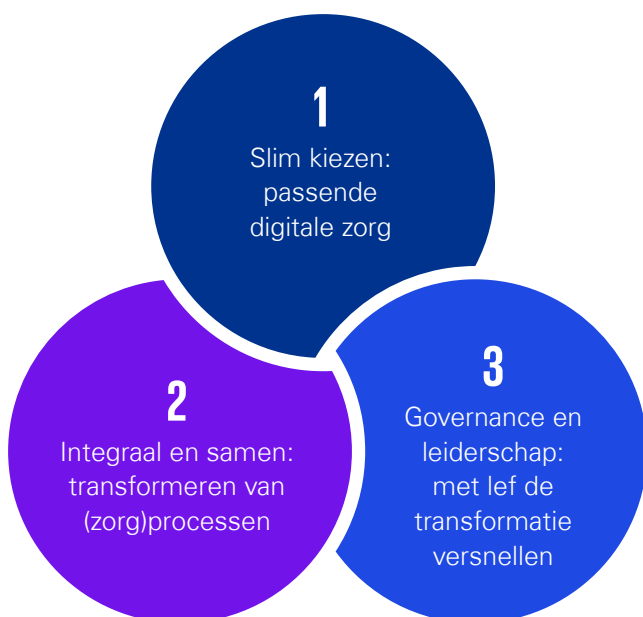 1
Slim kiezen:
passende
digitale zorg
2
Integraal en samen:
transformeren van
(zorg)processen
3
Governance en
leiderschap:
met lef de
transformatie
versnellen